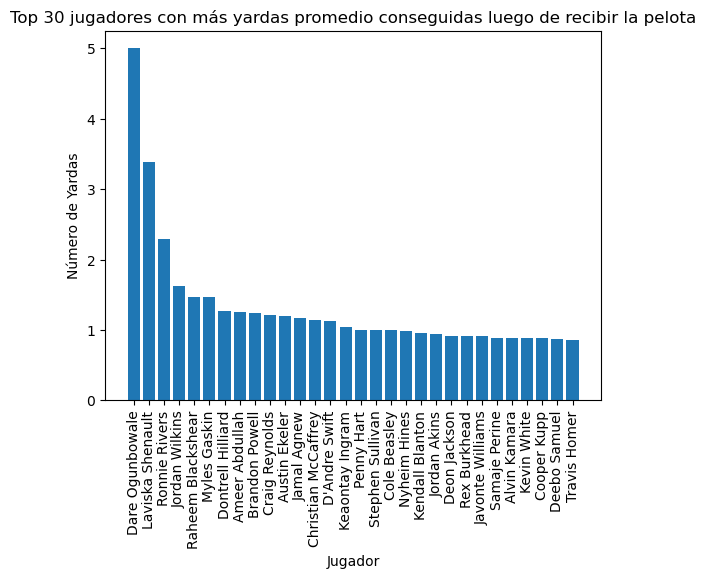 Top 30 jugadores con más yardas promedio conseguidas luego de recibir la pelota
Número de Yardas
5
4
3
2
1
0
Dare Ogunbowale
Laviska Shenault
Ronnie Rivers
Jordan Wilkins
Raheem Blackshear
Myles Gaskin
Dontrell Hilliard
Ameer Abdullah
Brandon Powell
Craig Reynolds
Austin Ekeler
Jamal Agnew
Christian McCaffrey
D'Andre Swift
Keaontay Ingram
Penny Hart
Stephen Sullivan
Cole Beasley
Nyheim Hines
Kendall Blanton
Jordan Akins
Deon Jackson
Rex Burkhead
Javonte Williams
Samaje Perine
Alvin Kamara
Kevin White
Cooper Kupp
Deebo Samuel
Travis Homer
Jugador